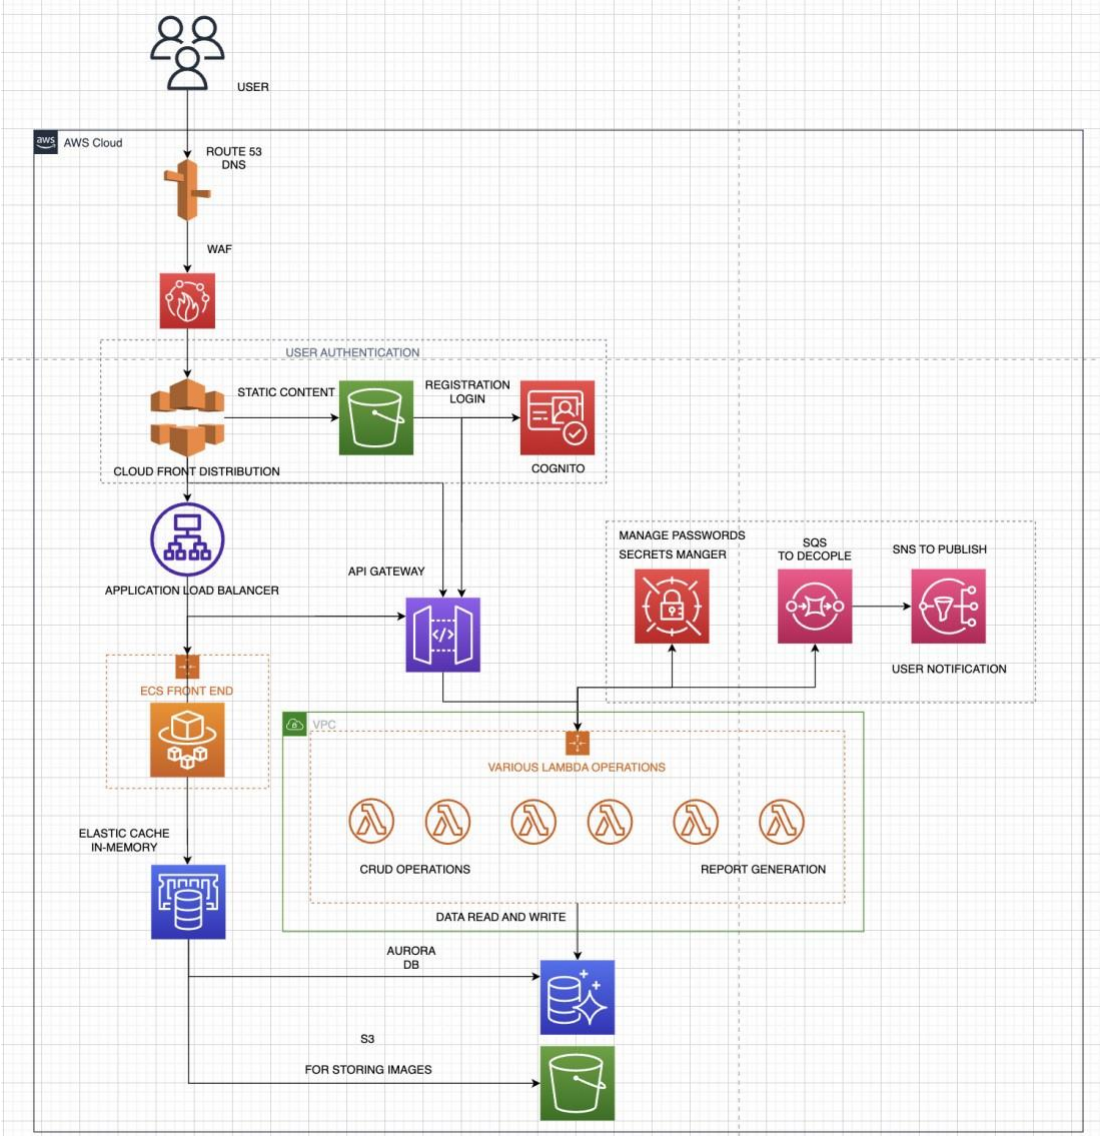 USER
aws
AWS Cloud
ROUTE 53
DNS
WAF
USER AUTHENTICATION
STATIC CONTENT
REGISTRATION
LOGIN
CLOUD FRONT DISTRIBUTION
COGNITO
APPLICATION LOAD BALANCER
API GATEWAY
</>
MANAGE PASSWORDS
SECRETS MANGER
SQS
TO DECOPLE
SNS TO PUBLISH
USER NOTIFICATION
ECS FRONT END
VPC
VARIOUS LAMBDA OPERATIONS
CRUD OPERATIONS
REPORT GENERATION
ELASTIC CACHE
IN-MEMORY
DATA READ AND WRITE
AURORA
DB
S3
FOR STORING IMAGES